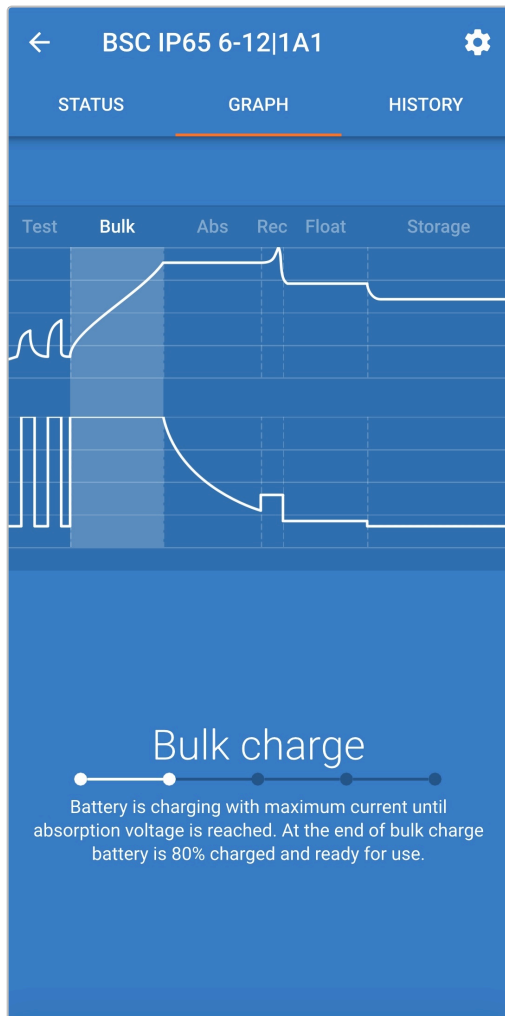 BSC IP65 6-12|1A1
STATUS GRAPH HISTORY
Test Bulk Abs Rec Float Storage
Bulk charge
Battery is charging with maximum current until
absorption voltage is reached. At the end of bulk charge
battery is 80% charged and ready for use.